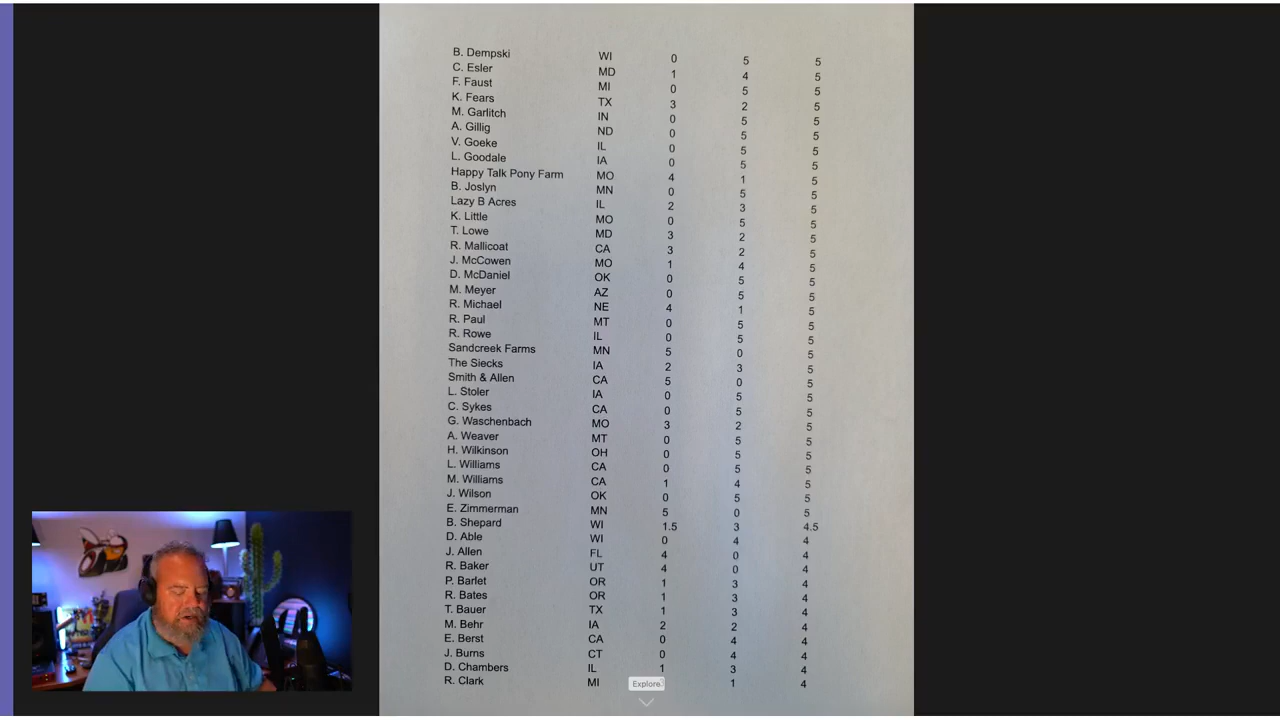 B. Dempski WI 0 5 5
C. Esler MD 1 4 5
F. Faust MI 0 5 5
K. Fears TX 3 2 5
M. Garlitch IN 0 5 5
A. Gillig ND 0 5 5
V. Goeke IL 0 5 5
L. Goodale IA 0 5 5
Happy Talk Pony Farm MO 4 1 5
B. Joslyn MN 0 5 5
Lazy B Acres IL 2 3 5
K. Little MO 0 5 5
T. Lowe MD 3 2 5
R. Mallicoat CA 3 2 5
J. McCowen MO 1 4 5
D. McDaniel OK 0 5 5
M. Meyer AZ 0 5 5
R. Michael NE 4 1 5
R. Paul MT 0 5 5
R. Rowe IL 0 5 5
Sandcreek Farms MN 5 0 5
The Siecks IA 2 3 5
Smith & Allen CA 5 0 5
L. Stoler IA 0 5 5
C. Sykes CA 0 5 5
G. Waschenbach MO 3 2 5
A. Weaver MT 0 5 5
H. Wilkinson OH 0 5 5
L. Williams CA 0 5 5
M. Williams CA 1 4 5
J. Wilson OK 0 5 5
E. Zimmerman MN 5 0 5
B. Shepard WI 1.5 3 4.5
D. Able WI 0 4 4
J. Allen FL 4 0 4
R. Baker UT 4 0 4
P. Barlet OR 1 3 4
R. Bates OR 1 3 4
T. Bauer TX 1 3 4
M. Behr IA 2 2 4
E. Berst CA 0 4 4
J. Burns CT 0 4 4
D. Chambers IL 1 3 4
R. Clark MI 1 4
Explore